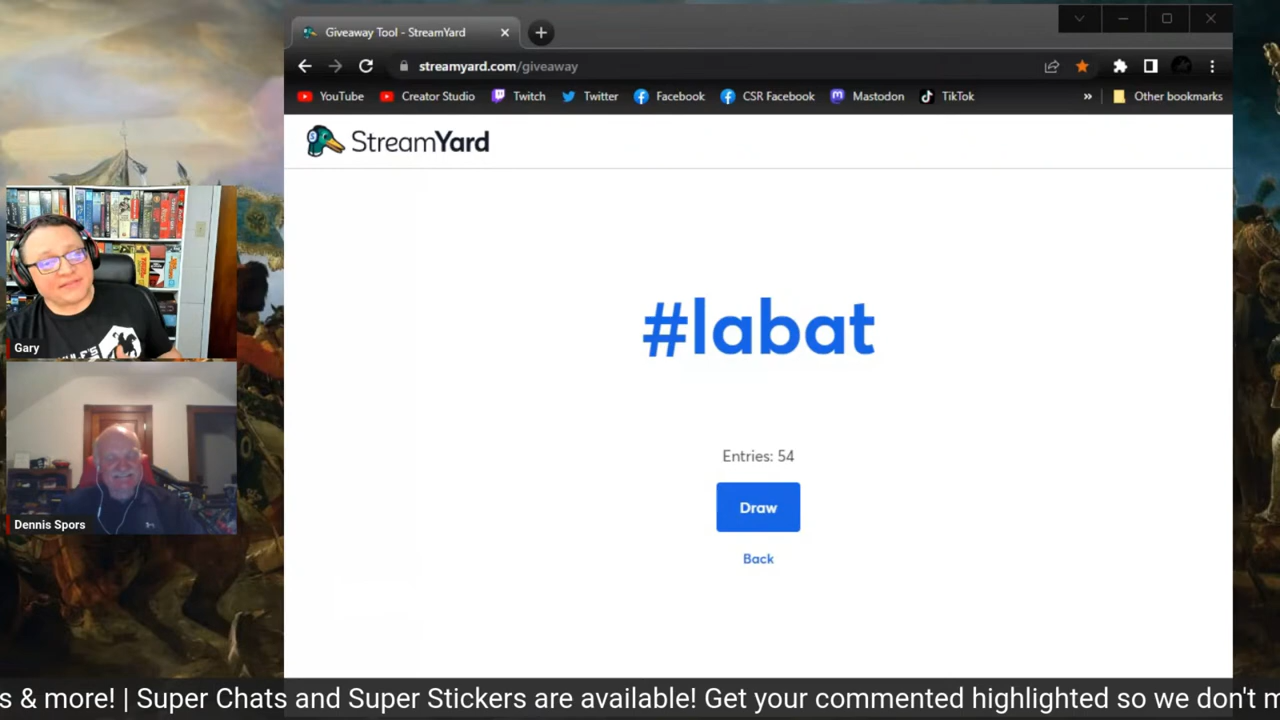 Giveaway Tool - StreamYard
streamyard.com/giveaway
YouTube Creator Studio Twitch Twitter Facebook CSR Facebook Mastodon TikTok » Other bookmarks
StreamYard
#labat
Entries: 54
Draw
Back
Gary
Dennis Spors
s & more! | Super Chats and Super Stickers are available! Get your commented highlighted so we don't m